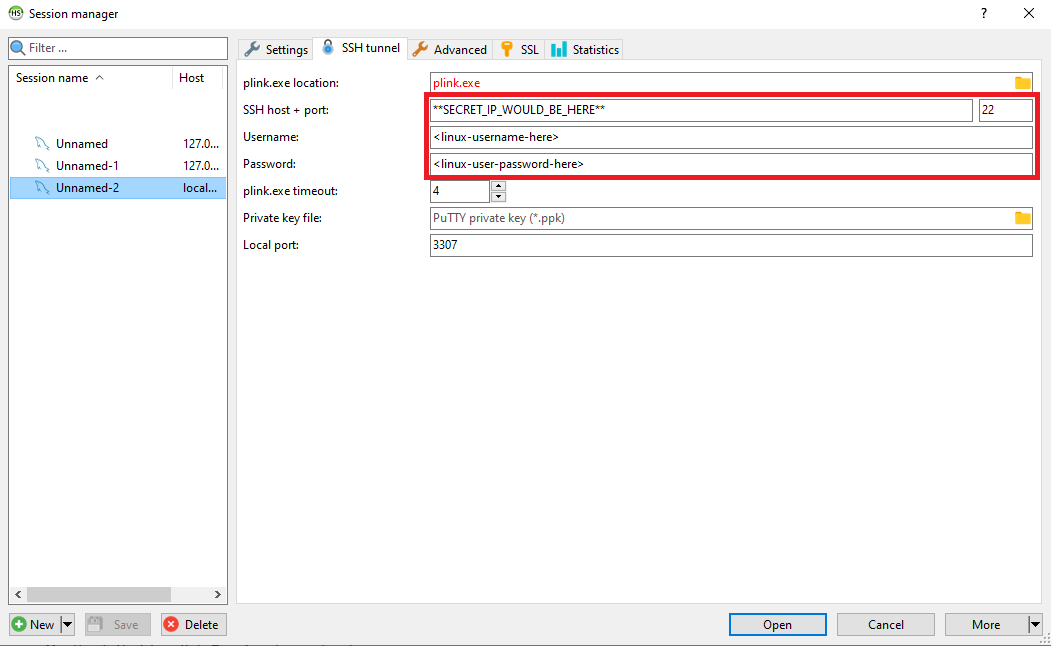 HS Session manager ?
Filter ...
Session name Host
Unnamed 127.0...
Unnamed-1 127.0...
Unnamed-2 local...
Settings SSH tunnel Advanced SSL Statistics
plink.exe location: plink.exe
SSH host + port: **SECRET_IP_WOULD_BE_HERE** 22
Username: <linux-username-here>
Password: <linux-user-password-here>
plink.exe timeout: 4
Private key file: PuTTY private key (*.ppk)
Local port: 3307
New Save Delete Open Cancel More